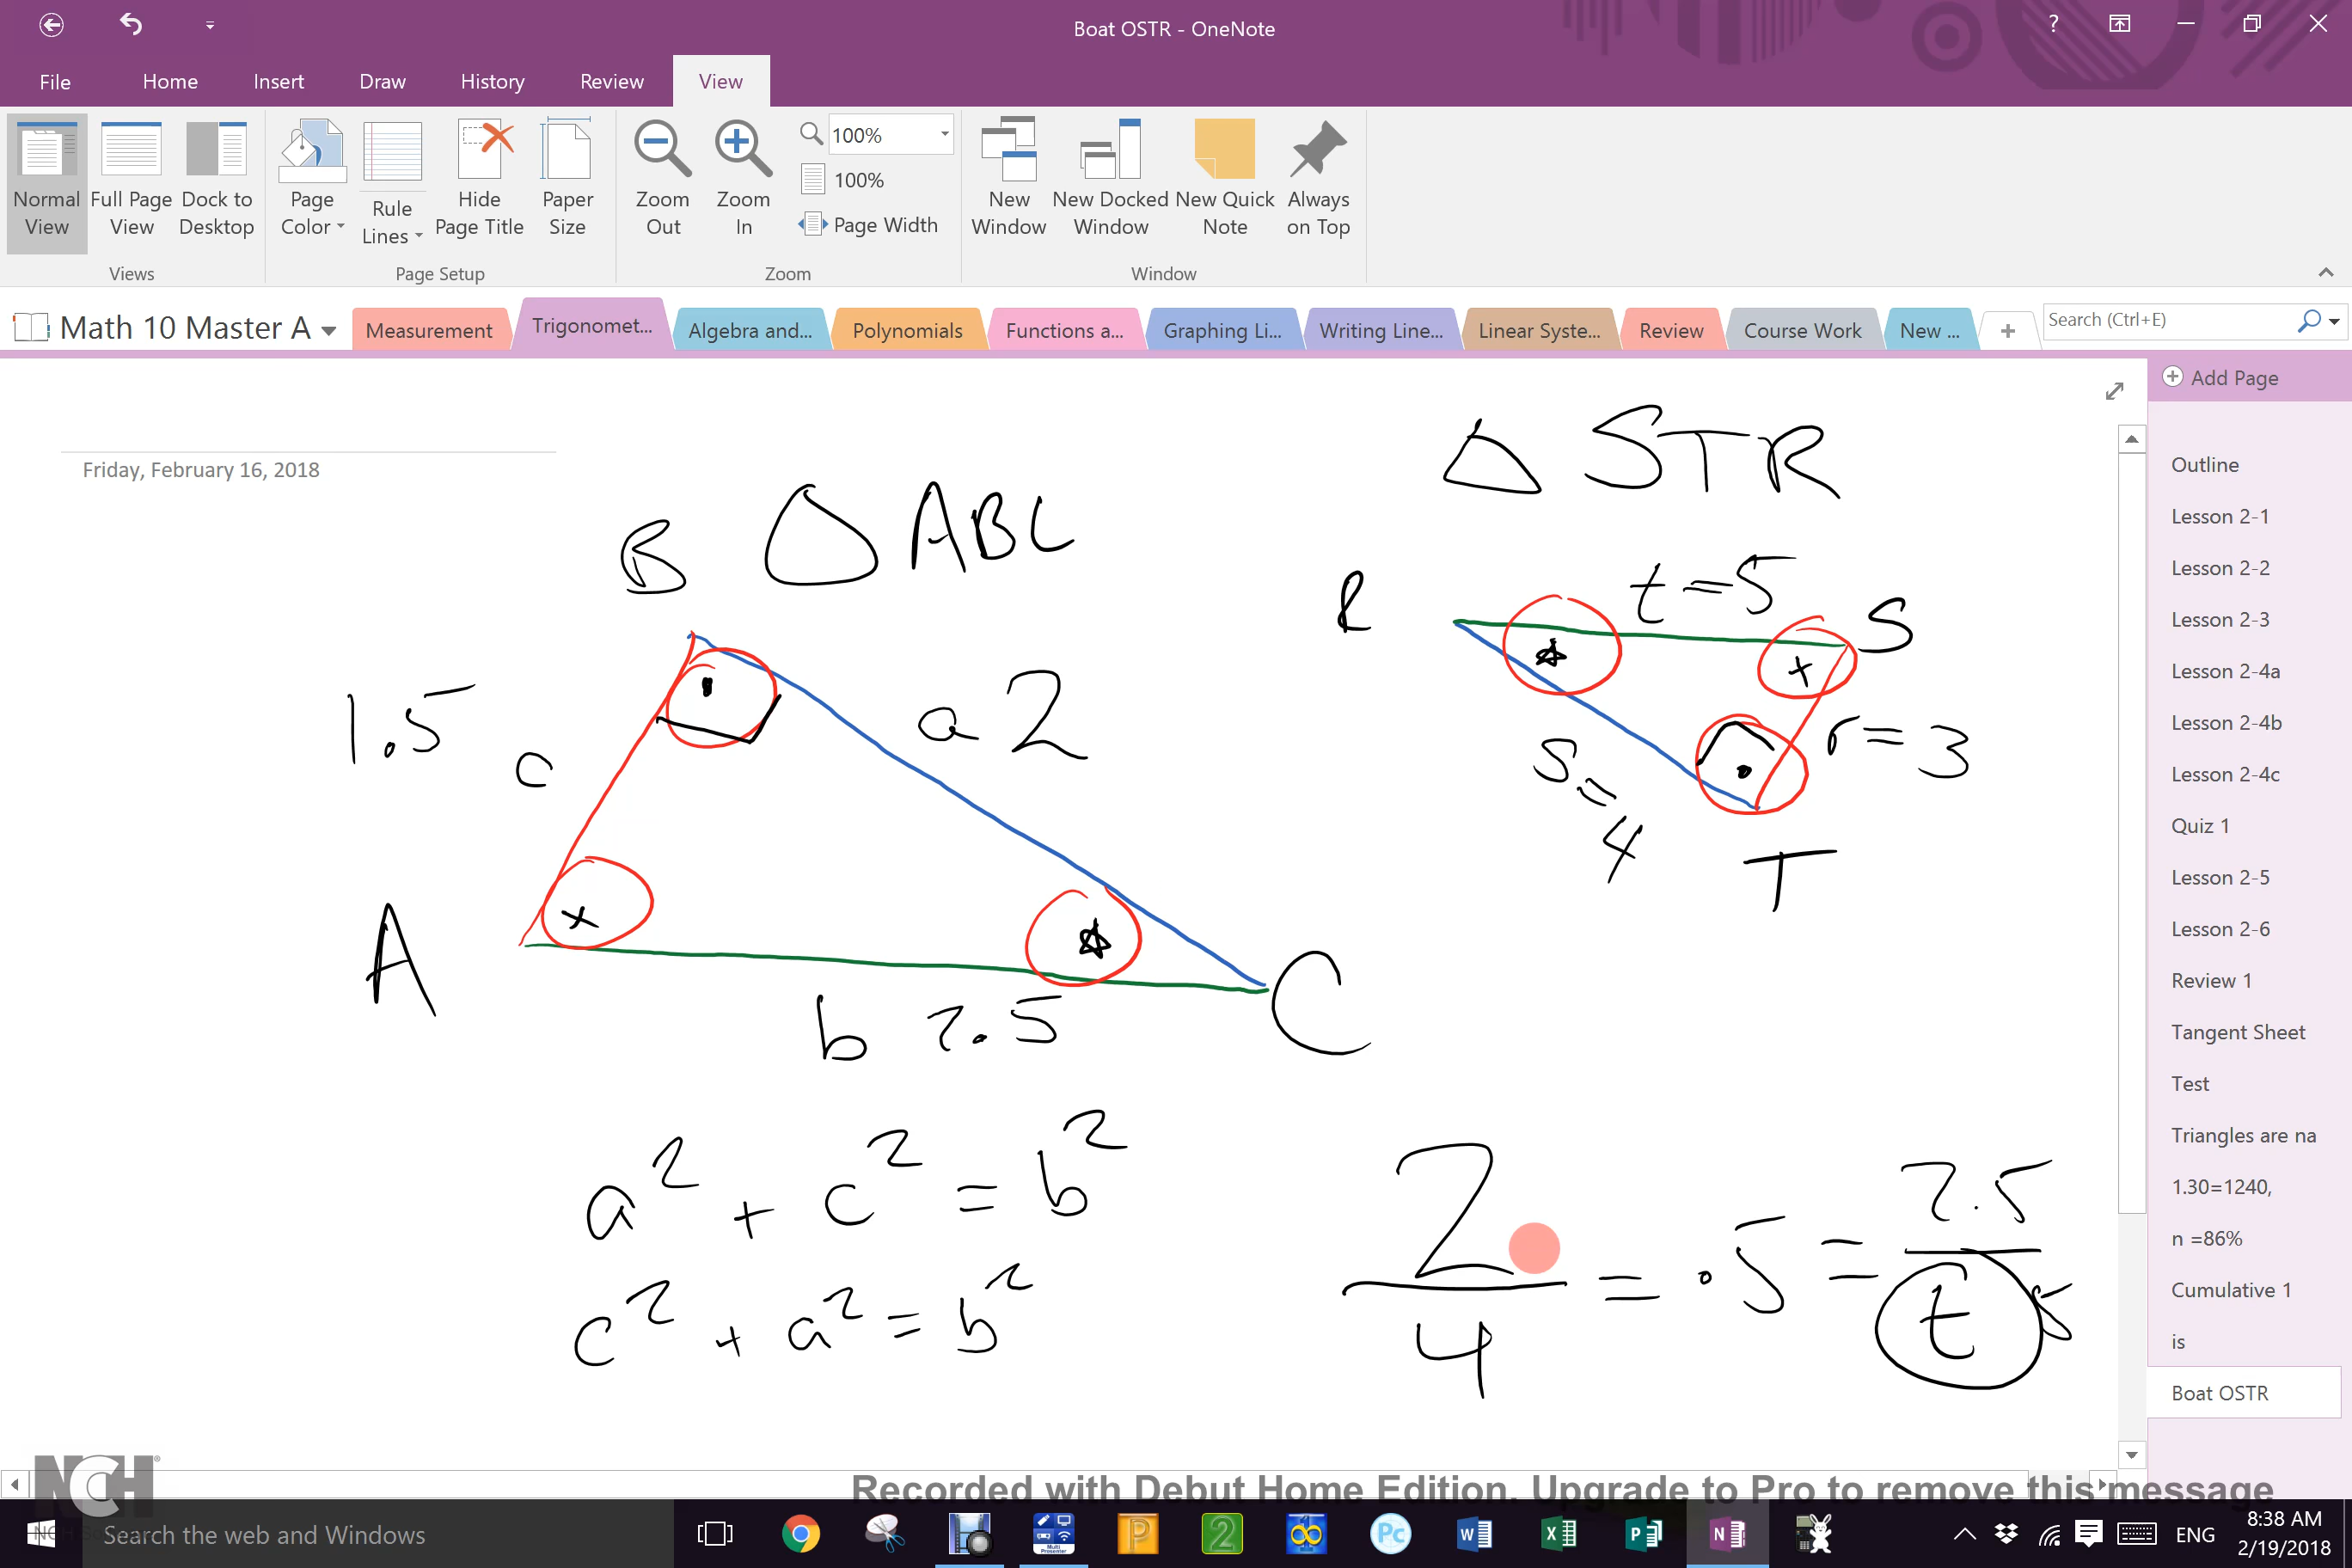 Boat OSTR - OneNote
?
File Home Insert Draw History Review View
Normal View
Full Page View
Dock to Desktop
Page Color
Rule Lines
Hide Page Title
Paper Size
Zoom Out
Zoom In
100%
100%
Page Width
New Window
New Docked Window
New Quick Note
Always on Top
Views
Page Setup
Zoom
Window
Math 10 Master A
Measurement
Trigonomet...
Algebra and...
Polynomials
Functions a...
Graphing Li...
Writing Line...
Linear Syste...
Review
Course Work
New ...
Search (Ctrl+E)
Add Page
Friday, February 16, 2018
△ ABC
△ STR
B
R
t = 5
S
1.5
c
a 2
r = 3
s = 4
T
A
b 2.5
C
a² + c² = b²
c² + a² = b²
2/4 = .5 = 2.5/t
Outline
Lesson 2-1
Lesson 2-2
Lesson 2-3
Lesson 2-4a
Lesson 2-4b
Lesson 2-4c
Quiz 1
Lesson 2-5
Lesson 2-6
Review 1
Tangent Sheet
Test
Triangles are na
1.30=1240,
n =86%
Cumulative 1
is
Boat OSTR
NCH®
Recorded with Debut Home Edition. Upgrade to Pro to remove this message
Search the web and Windows
ENG
8:38 AM
2/19/2018